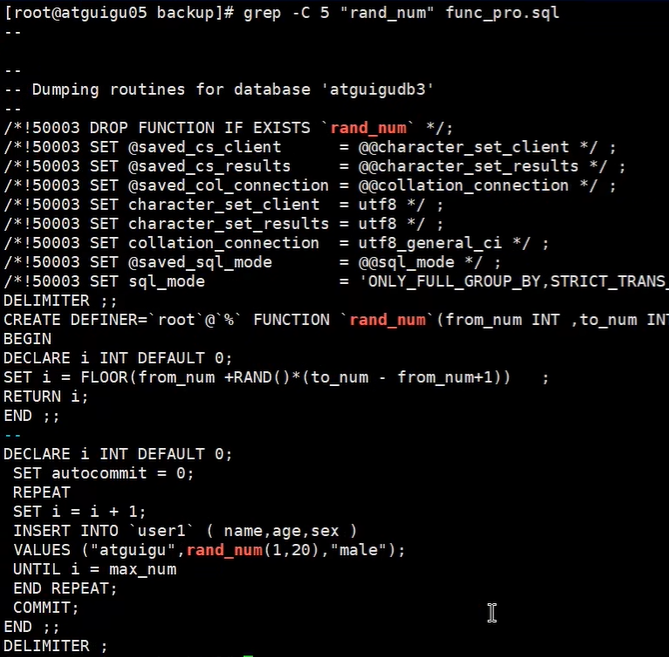 [root@atguigu05 backup]# grep -C 5 "rand_num" func_pro.sql
--

--
-- Dumping routines for database 'atguigudb3'
--
/*!50003 DROP FUNCTION IF EXISTS `rand_num` */;
/*!50003 SET @saved_cs_client      = @@character_set_client */ ;
/*!50003 SET @saved_cs_results     = @@character_set_results */ ;
/*!50003 SET @saved_col_connection = @@collation_connection */ ;
/*!50003 SET character_set_client  = utf8 */ ;
/*!50003 SET character_set_results = utf8 */ ;
/*!50003 SET collation_connection  = utf8_general_ci */ ;
/*!50003 SET @saved_sql_mode       = @@sql_mode */ ;
/*!50003 SET sql_mode              = 'ONLY_FULL_GROUP_BY,STRICT_TRANS_
DELIMITER ;;
CREATE DEFINER=`root`@`%` FUNCTION `rand_num`(from_num INT ,to_num INT
BEGIN
DECLARE i INT DEFAULT 0;
SET i = FLOOR(from_num +RAND()*(to_num - from_num+1))   ;
RETURN i;
END ;;
--
DECLARE i INT DEFAULT 0;
 SET autocommit = 0;
 REPEAT
 SET i = i + 1;
 INSERT INTO `user1` ( name,age,sex )
 VALUES ("atguigu",rand_num(1,20),"male");
 UNTIL i = max_num
 END REPEAT;
 COMMIT;
END ;;
DELIMITER ;